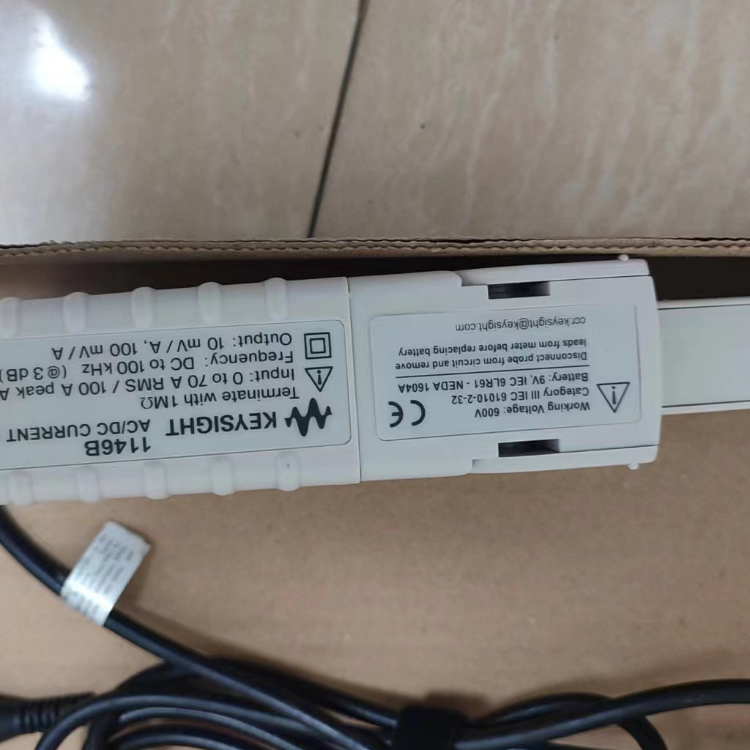 1146B
AC/DC CURRENT
KEYSIGHT
Terminate with 1MΩ
Input: 0 to 70 A RMS / 100 A peak A
Frequency: DC to 100 kHz (@ 3 dB)
Output: 10 mV / A, 100 mV / A
Working Voltage: 600V
Category III IEC 61010-2-32
Battery: 9V, IEC 6LR61 - NEDA 1604A
Disconnect probe from circuit and remove
leads from meter before replacing battery
ccr.keysight@keysight.com
CE